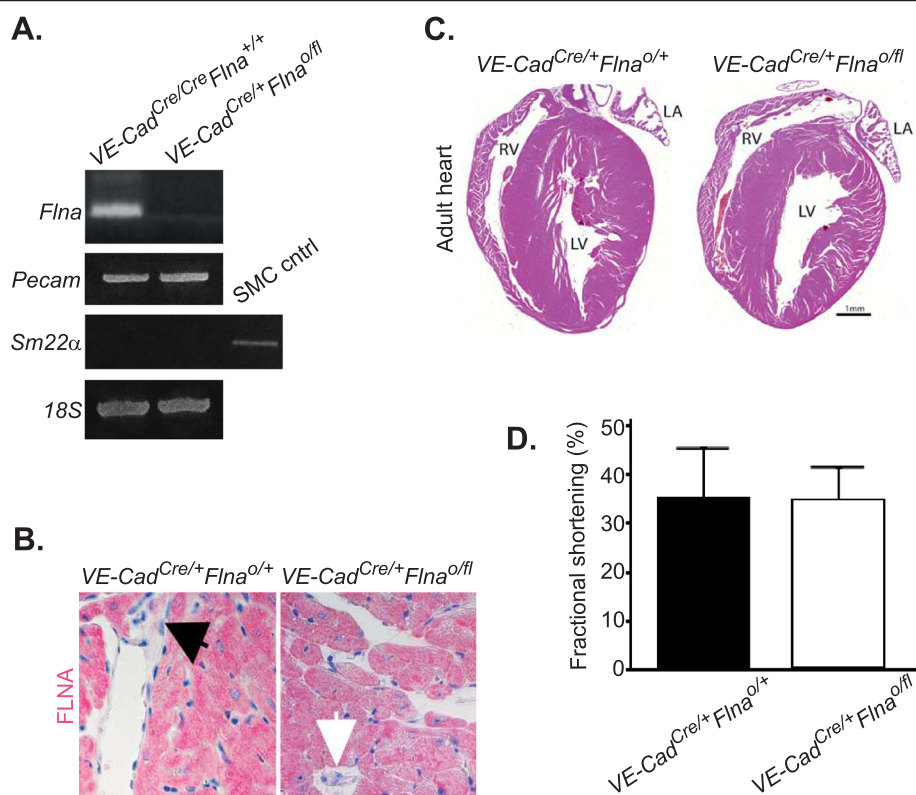 A.
VE-CadCre/CreFlna+/+
VE-CadCre/+Flnao/fl
Flna
Pecam
SMC cntrl
Sm22α
18S
B.
VE-CadCre/+Flnao/+
VE-CadCre/+Flnao/fl
FLNA
C.
VE-CadCre/+Flnao/+
VE-CadCre/+Flnao/fl
Adult heart
RV
LA
LV
RV
LA
LV
1mm
D.
Fractional shortening (%)
50
40
30
20
10
0
VE-CadCre/+Flnao/+
VE-CadCre/+Flnao/fl